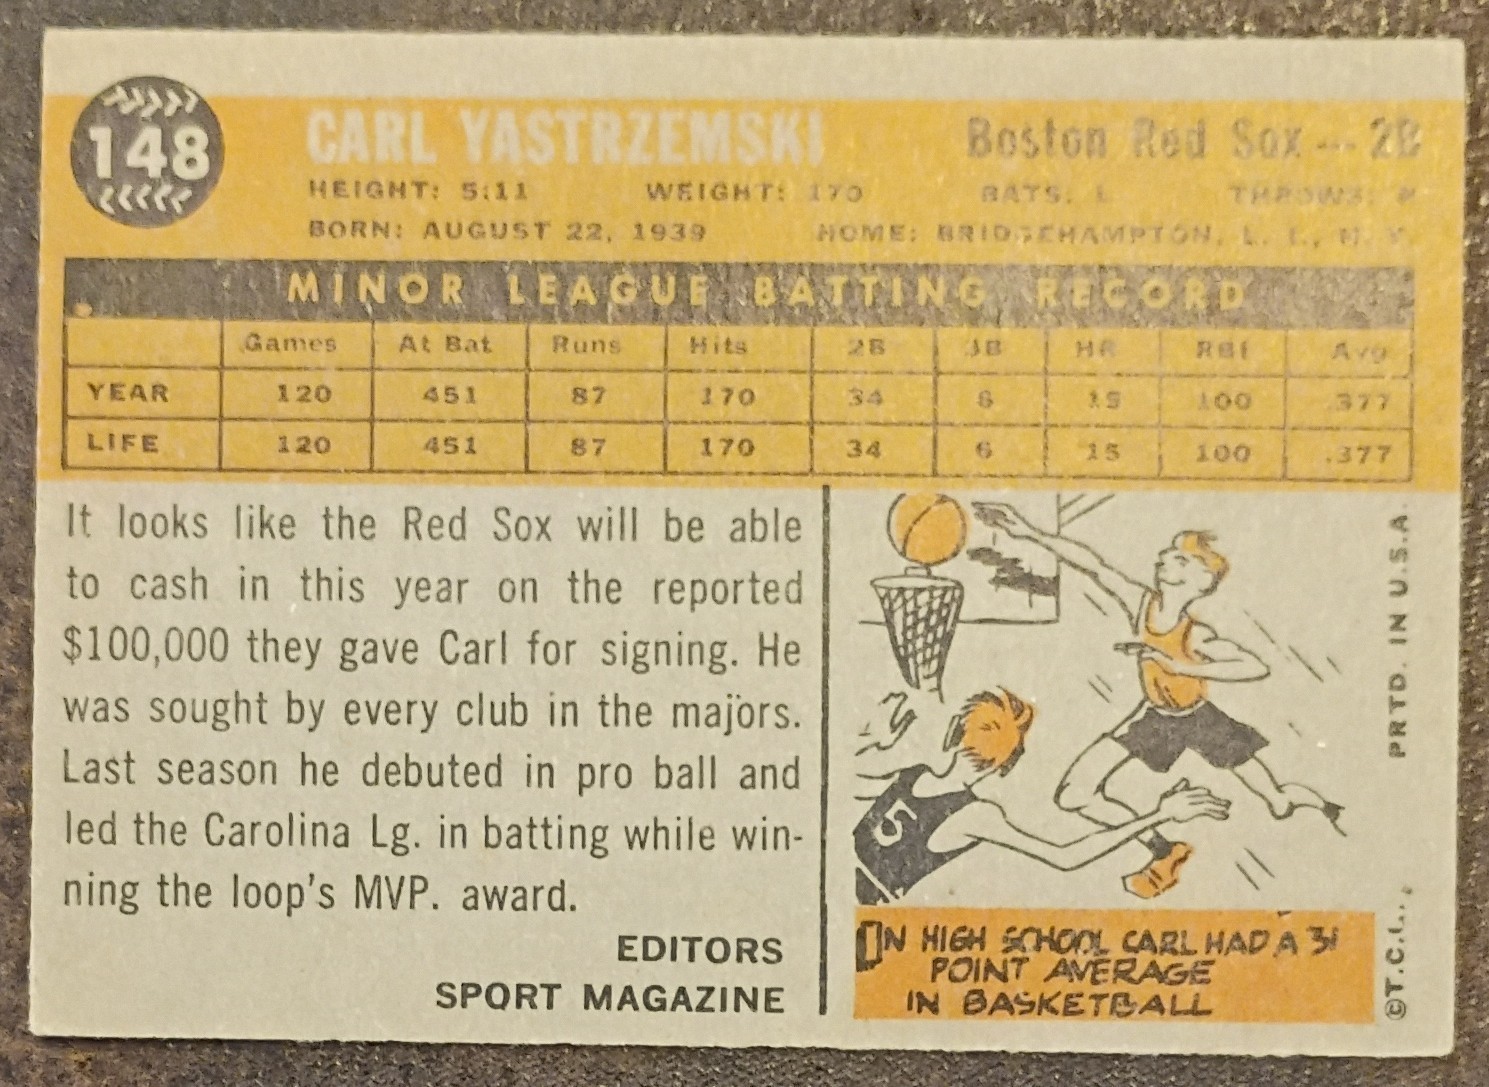 148
CARL YASTRZEMSKI
Boston Red Sox — 2B
HEIGHT: 5:11 WEIGHT: 170 BATS: L THROWS: R
BORN: AUGUST 22, 1939 HOME: BRIDGEHAMPTON, L. I., N. Y.
MINOR LEAGUE BATTING RECORD
Games At Bat Runs Hits 2B 3B HR RBI Avg
YEAR 120 451 87 170 34 6 15 100 .377
LIFE 120 451 87 170 34 6 15 100 .377
It looks like the Red Sox will be able
to cash in this year on the reported
$100,000 they gave Carl for signing. He
was sought by every club in the majors.
Last season he debuted in pro ball and
led the Carolina Lg. in batting while win-
ning the loop's MVP. award.
EDITORS
SPORT MAGAZINE
5
IN HIGH SCHOOL CARL HAD A 31
POINT AVERAGE
IN BASKETBALL
©T.C.G. PRTD. IN U.S.A.